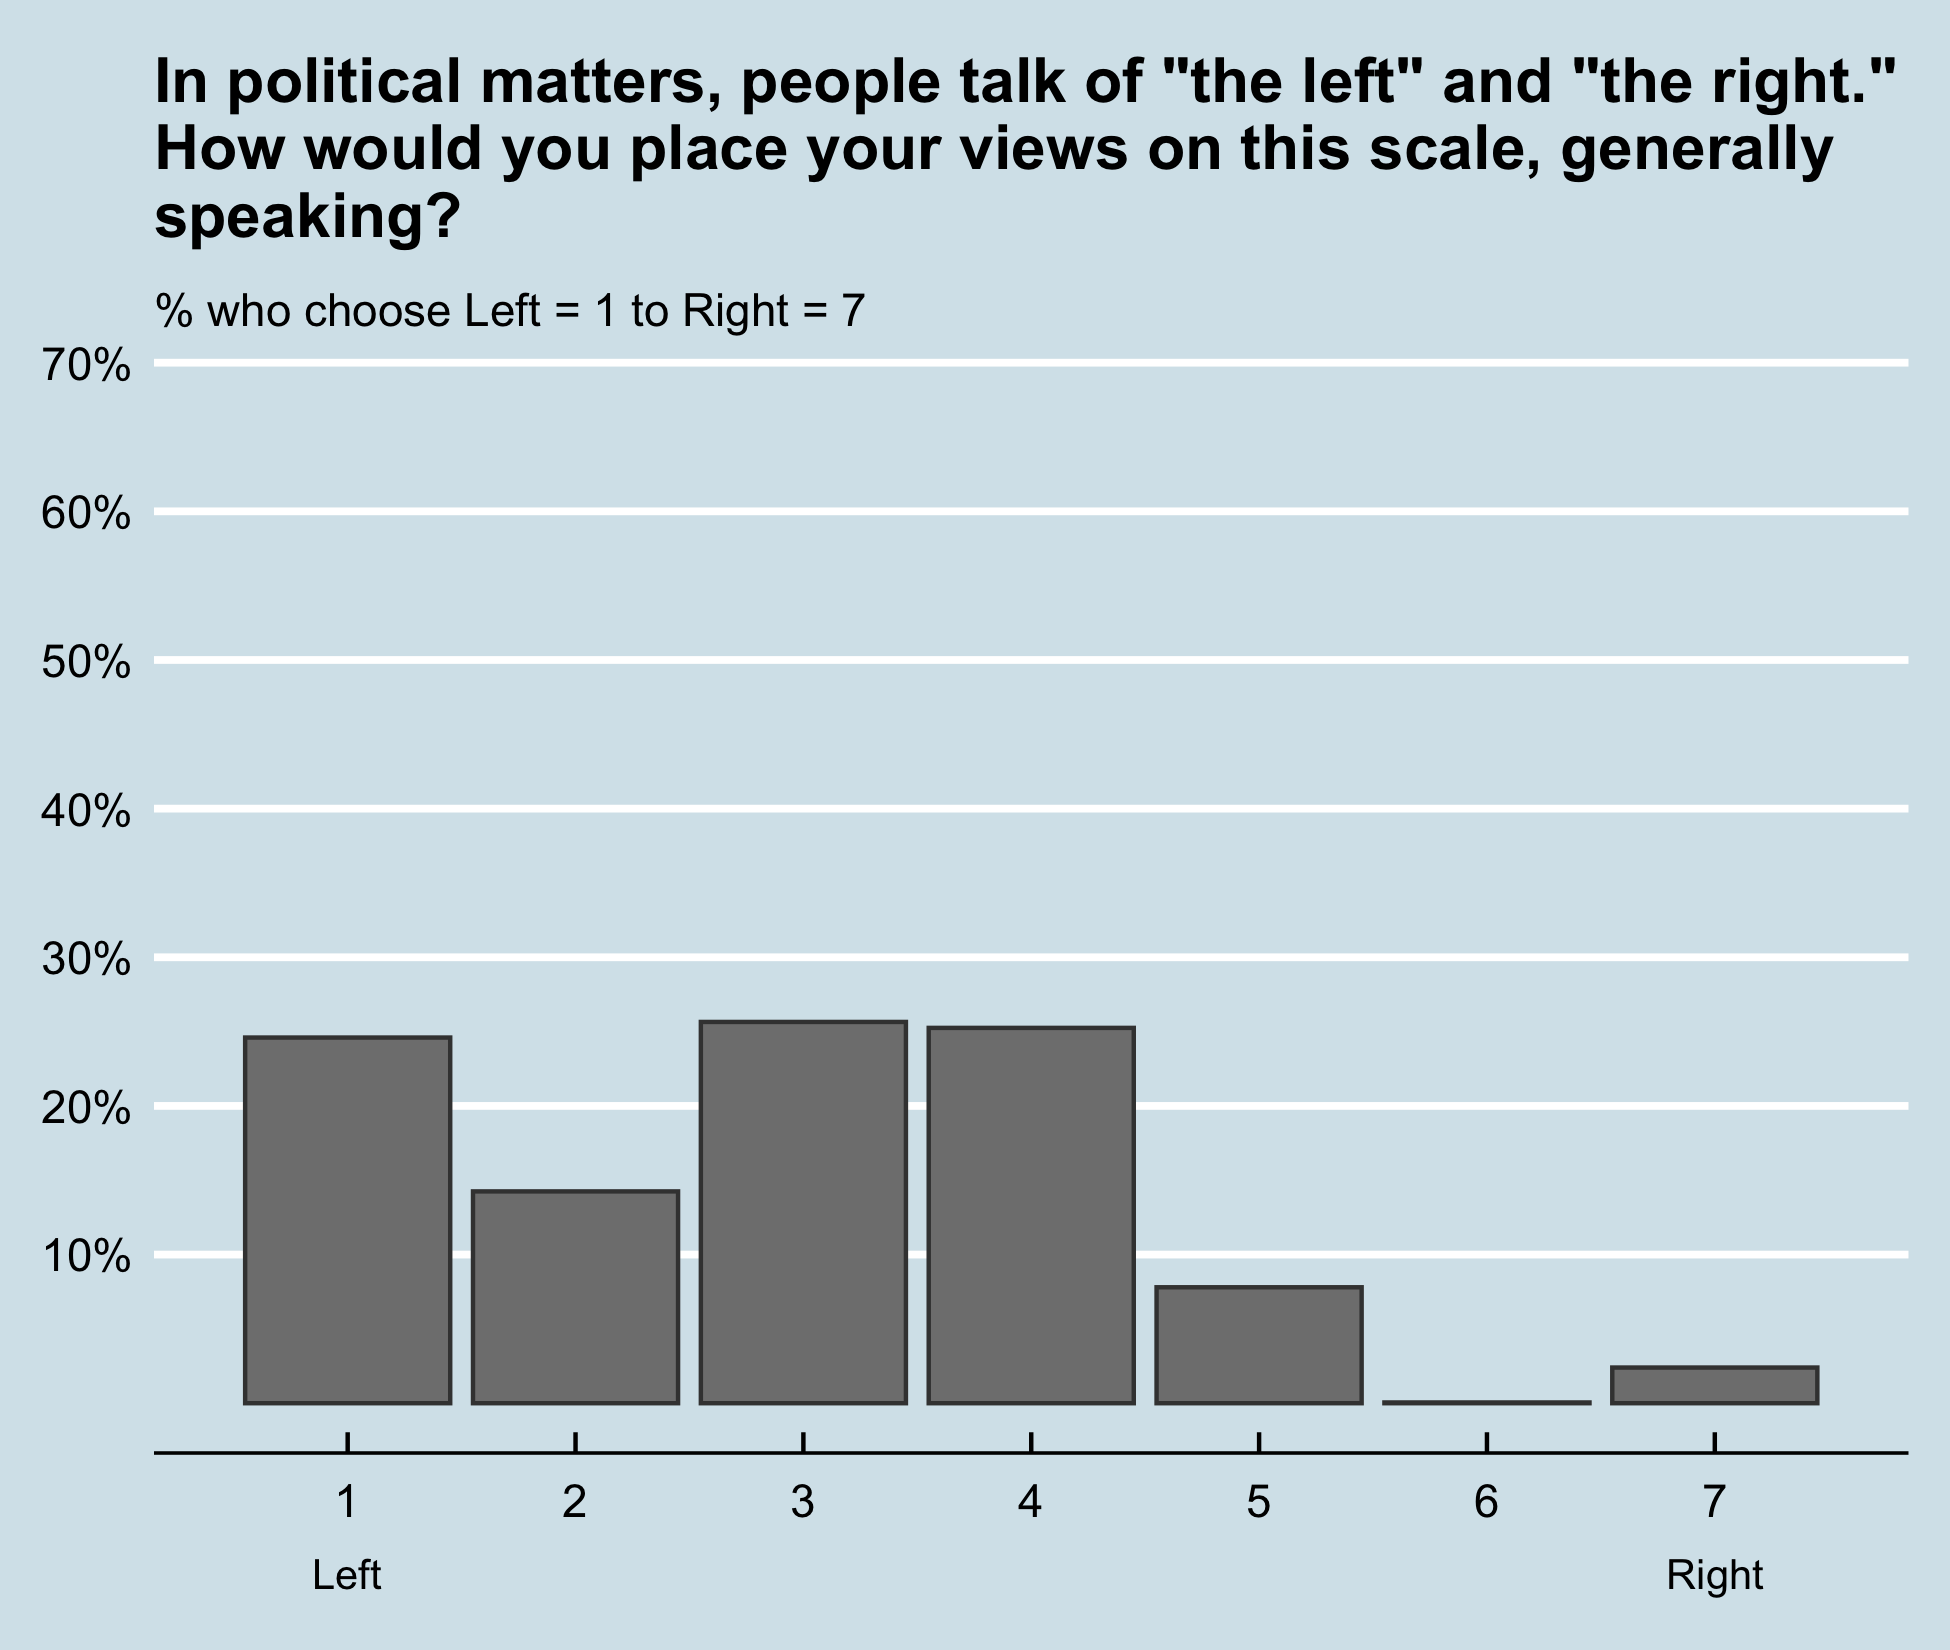 In political matters, people talk of "the left" and "the right."
How would you place your views on this scale, generally
speaking?
% who choose Left = 1 to Right = 7
70%
60%
50%
40%
30%
20%
10%
1 2 3 4 5 6 7
Left Right